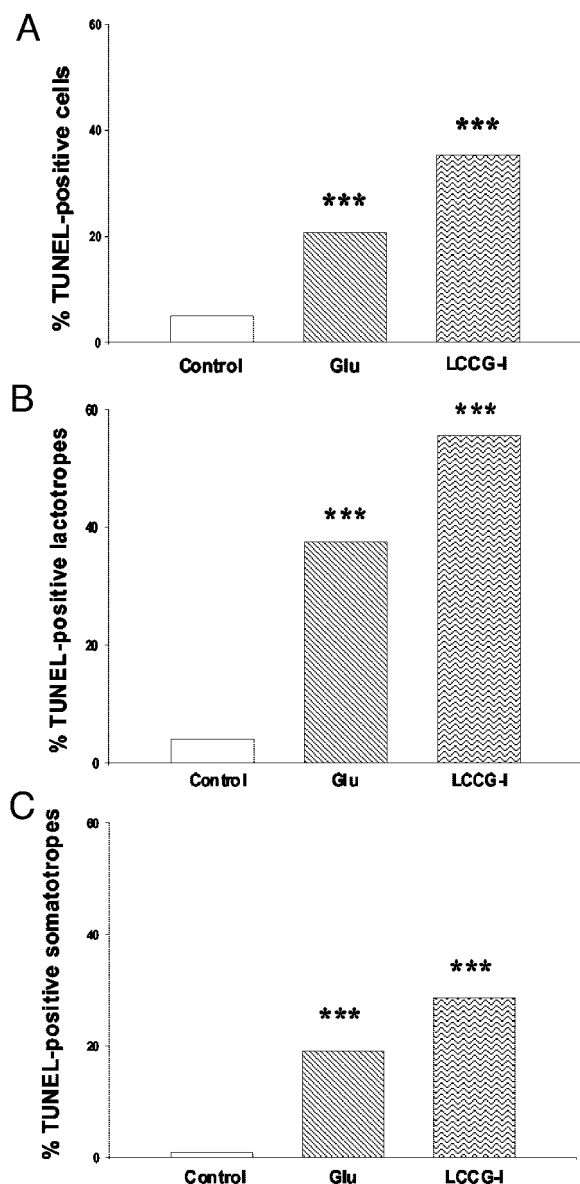 A
% TUNEL-positive cells
60
40
20
0
***
***
Control Glu LCCG-I
B
% TUNEL-positive lactotropes
60
40
20
0
***
***
Control Glu LCCG-I
C
% TUNEL-positive somatotropes
60
40
20
0
***
***
Control Glu LCCG-I